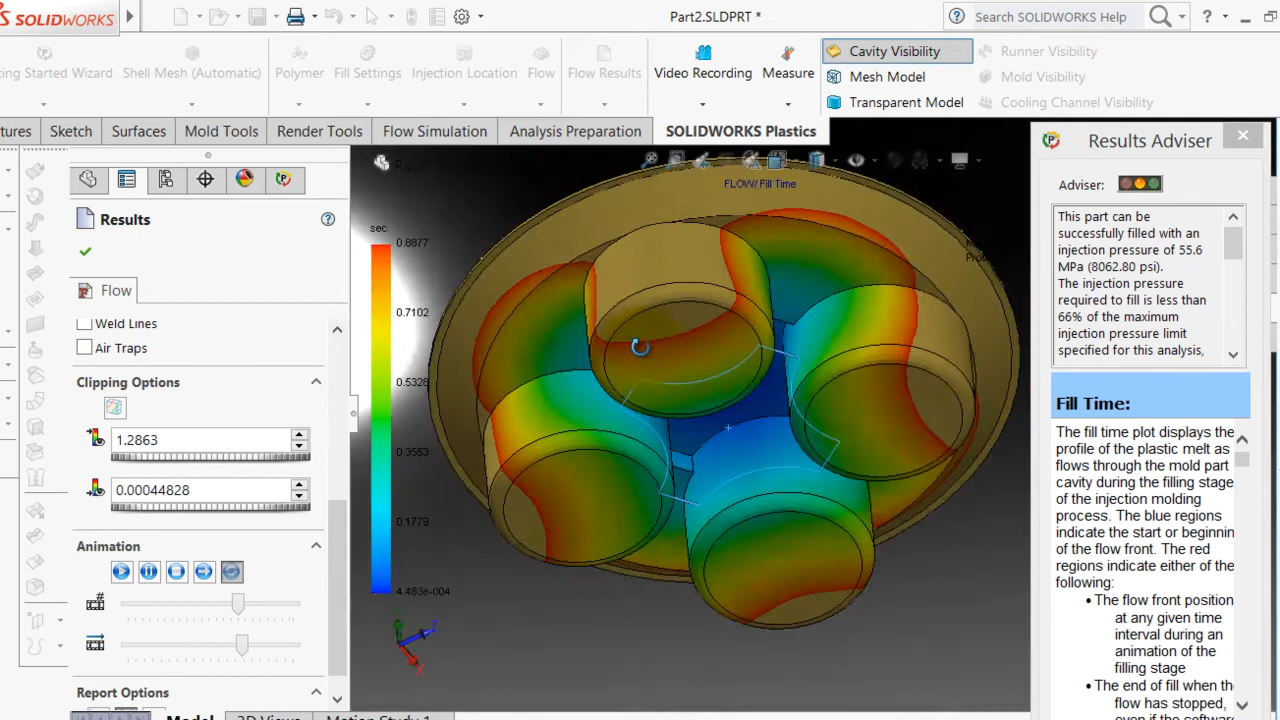 SOLIDWORKS
Part2.SLDPRT *
Search SOLIDWORKS Help
Started Wizard
Shell Mesh (Automatic)
Polymer
Fill Settings
Injection Location
Flow
Flow Results
Video Recording
Measure
Cavity Visibility
Mesh Model
Transparent Model
Runner Visibility
Mold Visibility
Cooling Channel Visibility
Sketch
Surfaces
Mold Tools
Render Tools
Flow Simulation
Analysis Preparation
SOLIDWORKS Plastics
Results
Flow
Weld Lines
Air Traps
Clipping Options
1.2863
0.00044828
Animation
Report Options
Model
3D Views
Motion Study 1
FLOW/ Fill Time
sec
0.8877
0.7102
0.5328
0.3553
0.1779
4.483e-004
Z
X
Results Adviser
Adviser:
This part can be
successfully filled with an
injection pressure of 55.6
MPa (8062.80 psi).
The injection pressure
required to fill is less than
66% of the maximum
injection pressure limit
specified for this analysis,
Fill Time:
The fill time plot displays the
profile of the plastic melt as
flows through the mold part
cavity during the filling stage
of the injection molding
process. The blue regions
indicate the start or beginnin
of the flow front. The red
regions indicate either of the
following:
• The flow front position
at any given time
interval during an
animation of the
filling stage
• The end of fill when the
flow has stopped,
even if the software